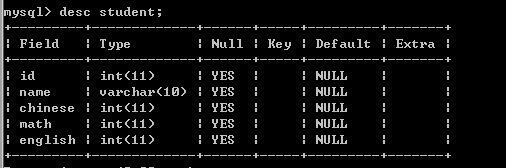 mysql> desc student;
+---------+-------------+------+-----+---------+-------+
| Field   | Type        | Null | Key | Default | Extra |
+---------+-------------+------+-----+---------+-------+
| id      | int(11)     | YES  |     | NULL    |       |
| name    | varchar(10) | YES  |     | NULL    |       |
| chinese | int(11)     | YES  |     | NULL    |       |
| math    | int(11)     | YES  |     | NULL    |       |
| english | int(11)     | YES  |     | NULL    |       |
+---------+-------------+------+-----+---------+-------+